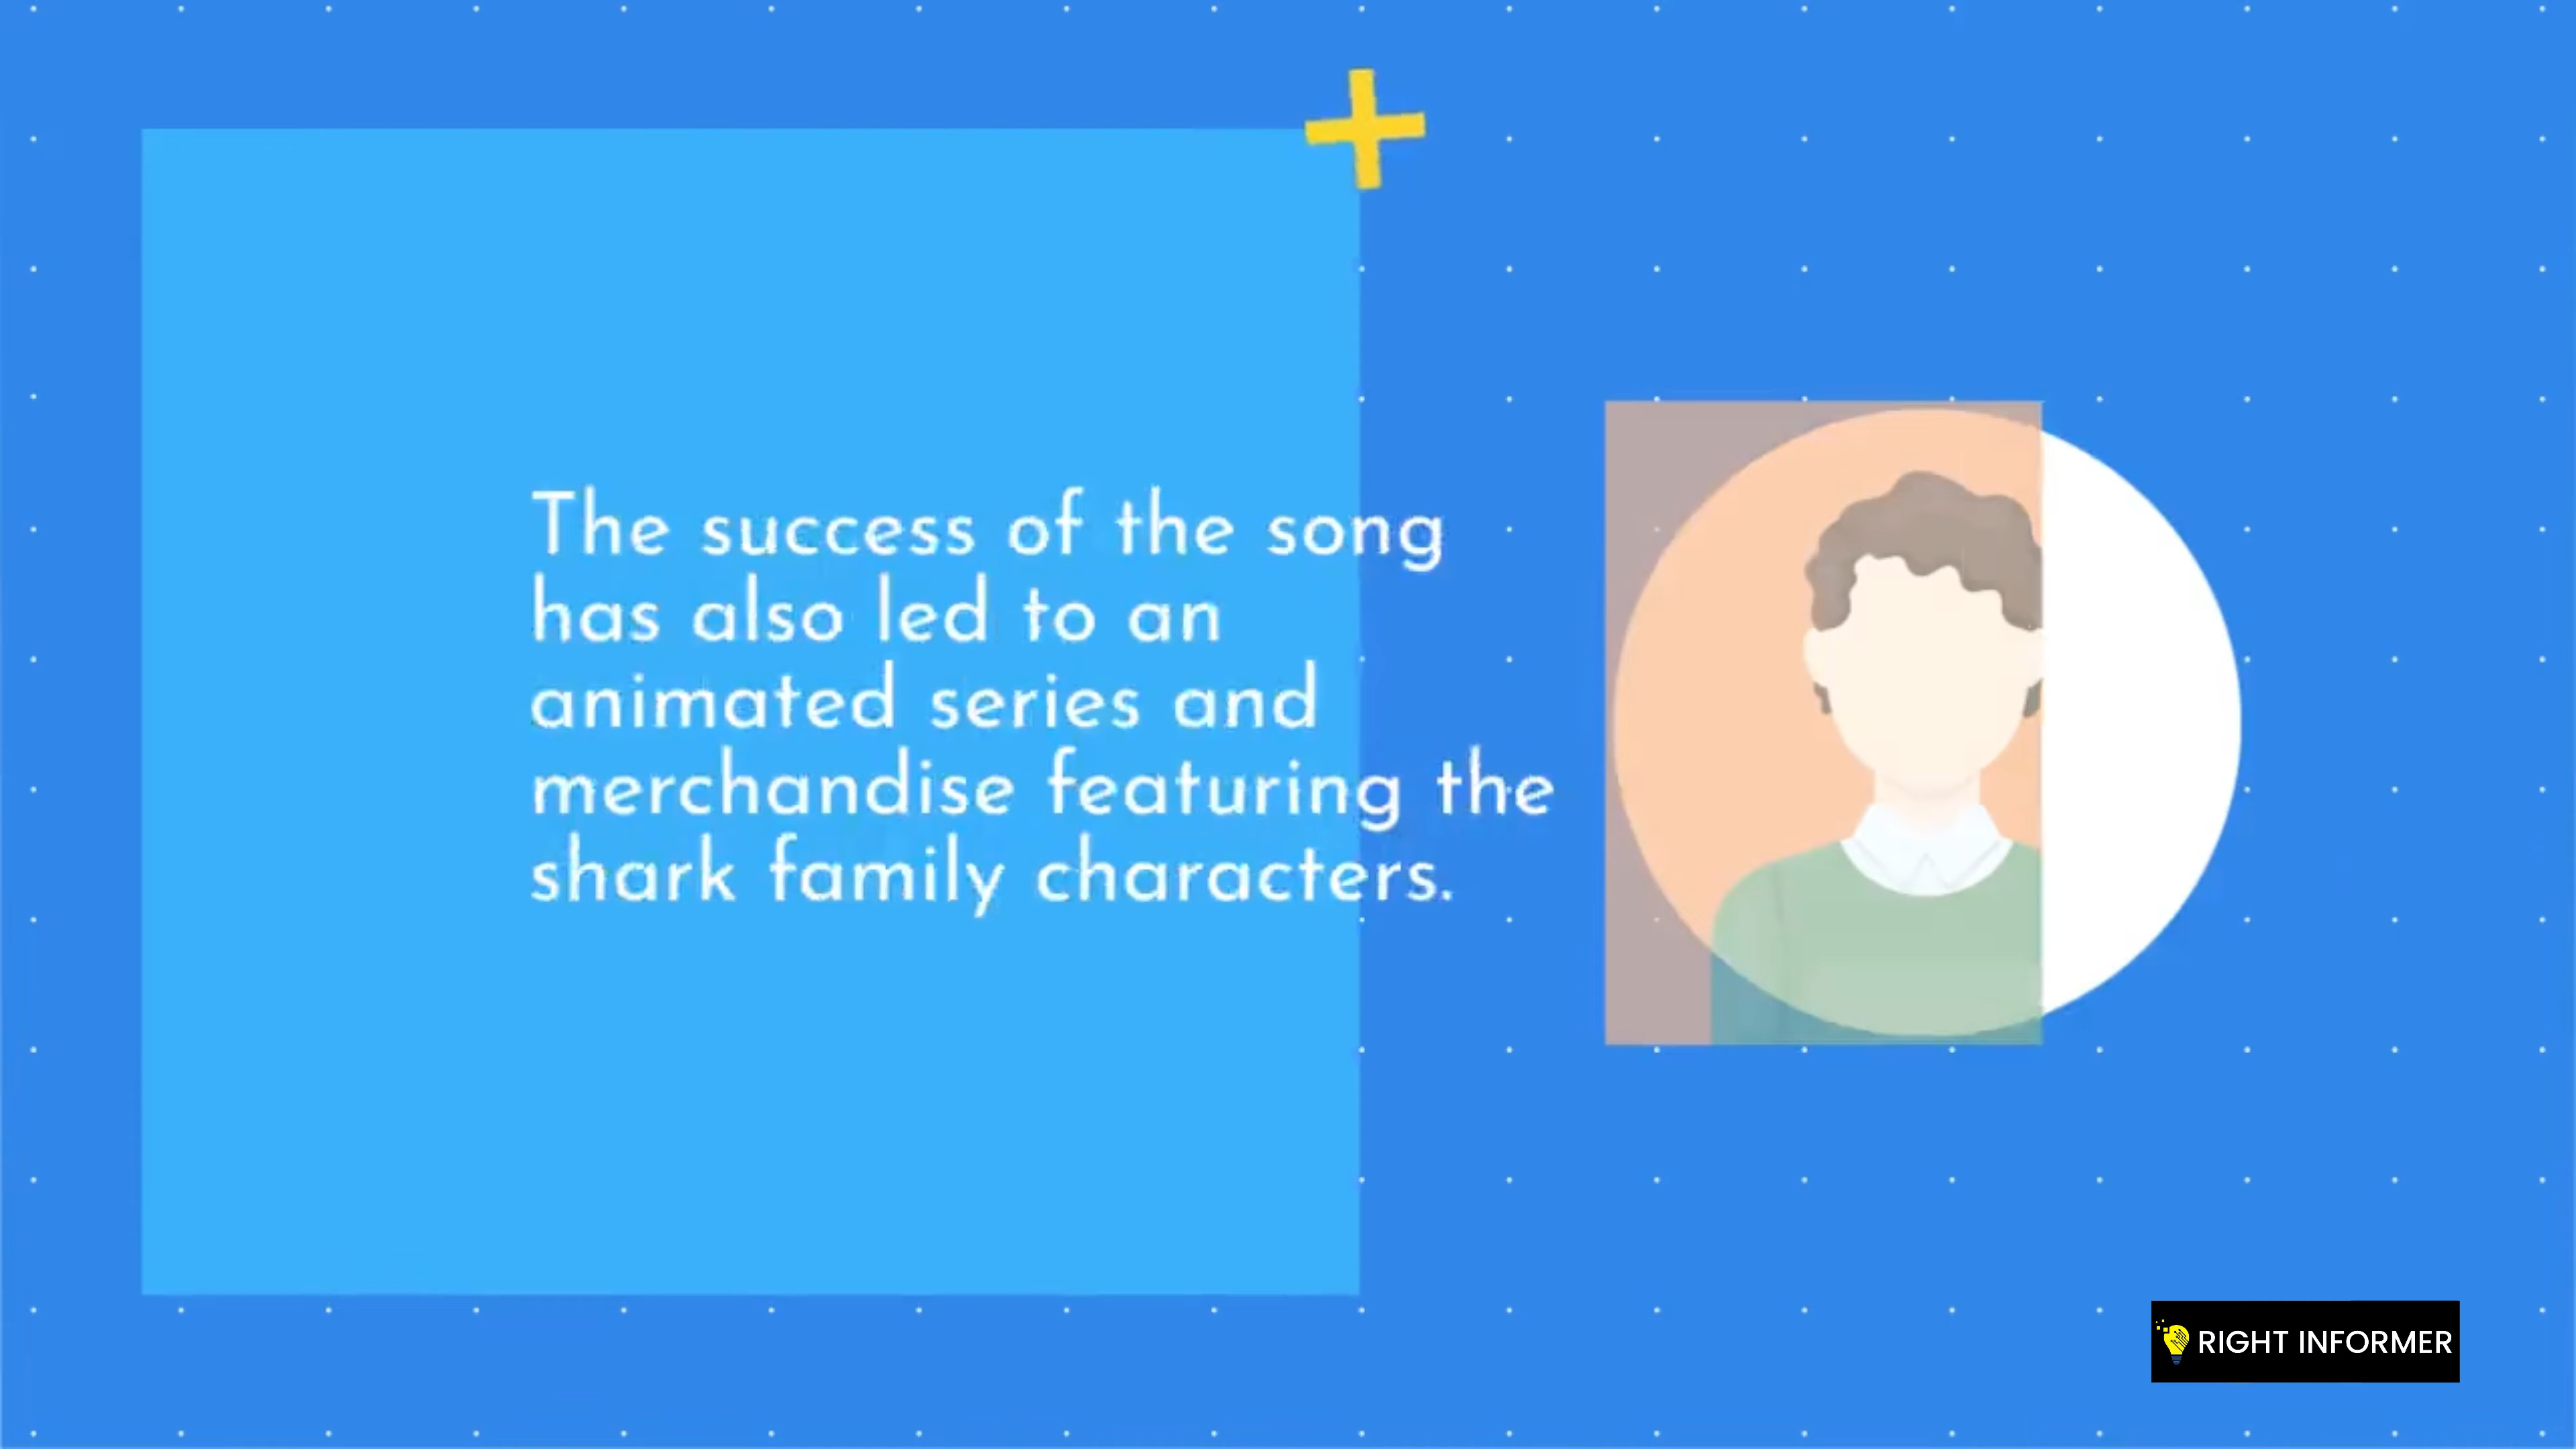 The success of the song
has also led to an
animated series and
merchandise featuring the
shark family characters.
RIGHT INFORMER